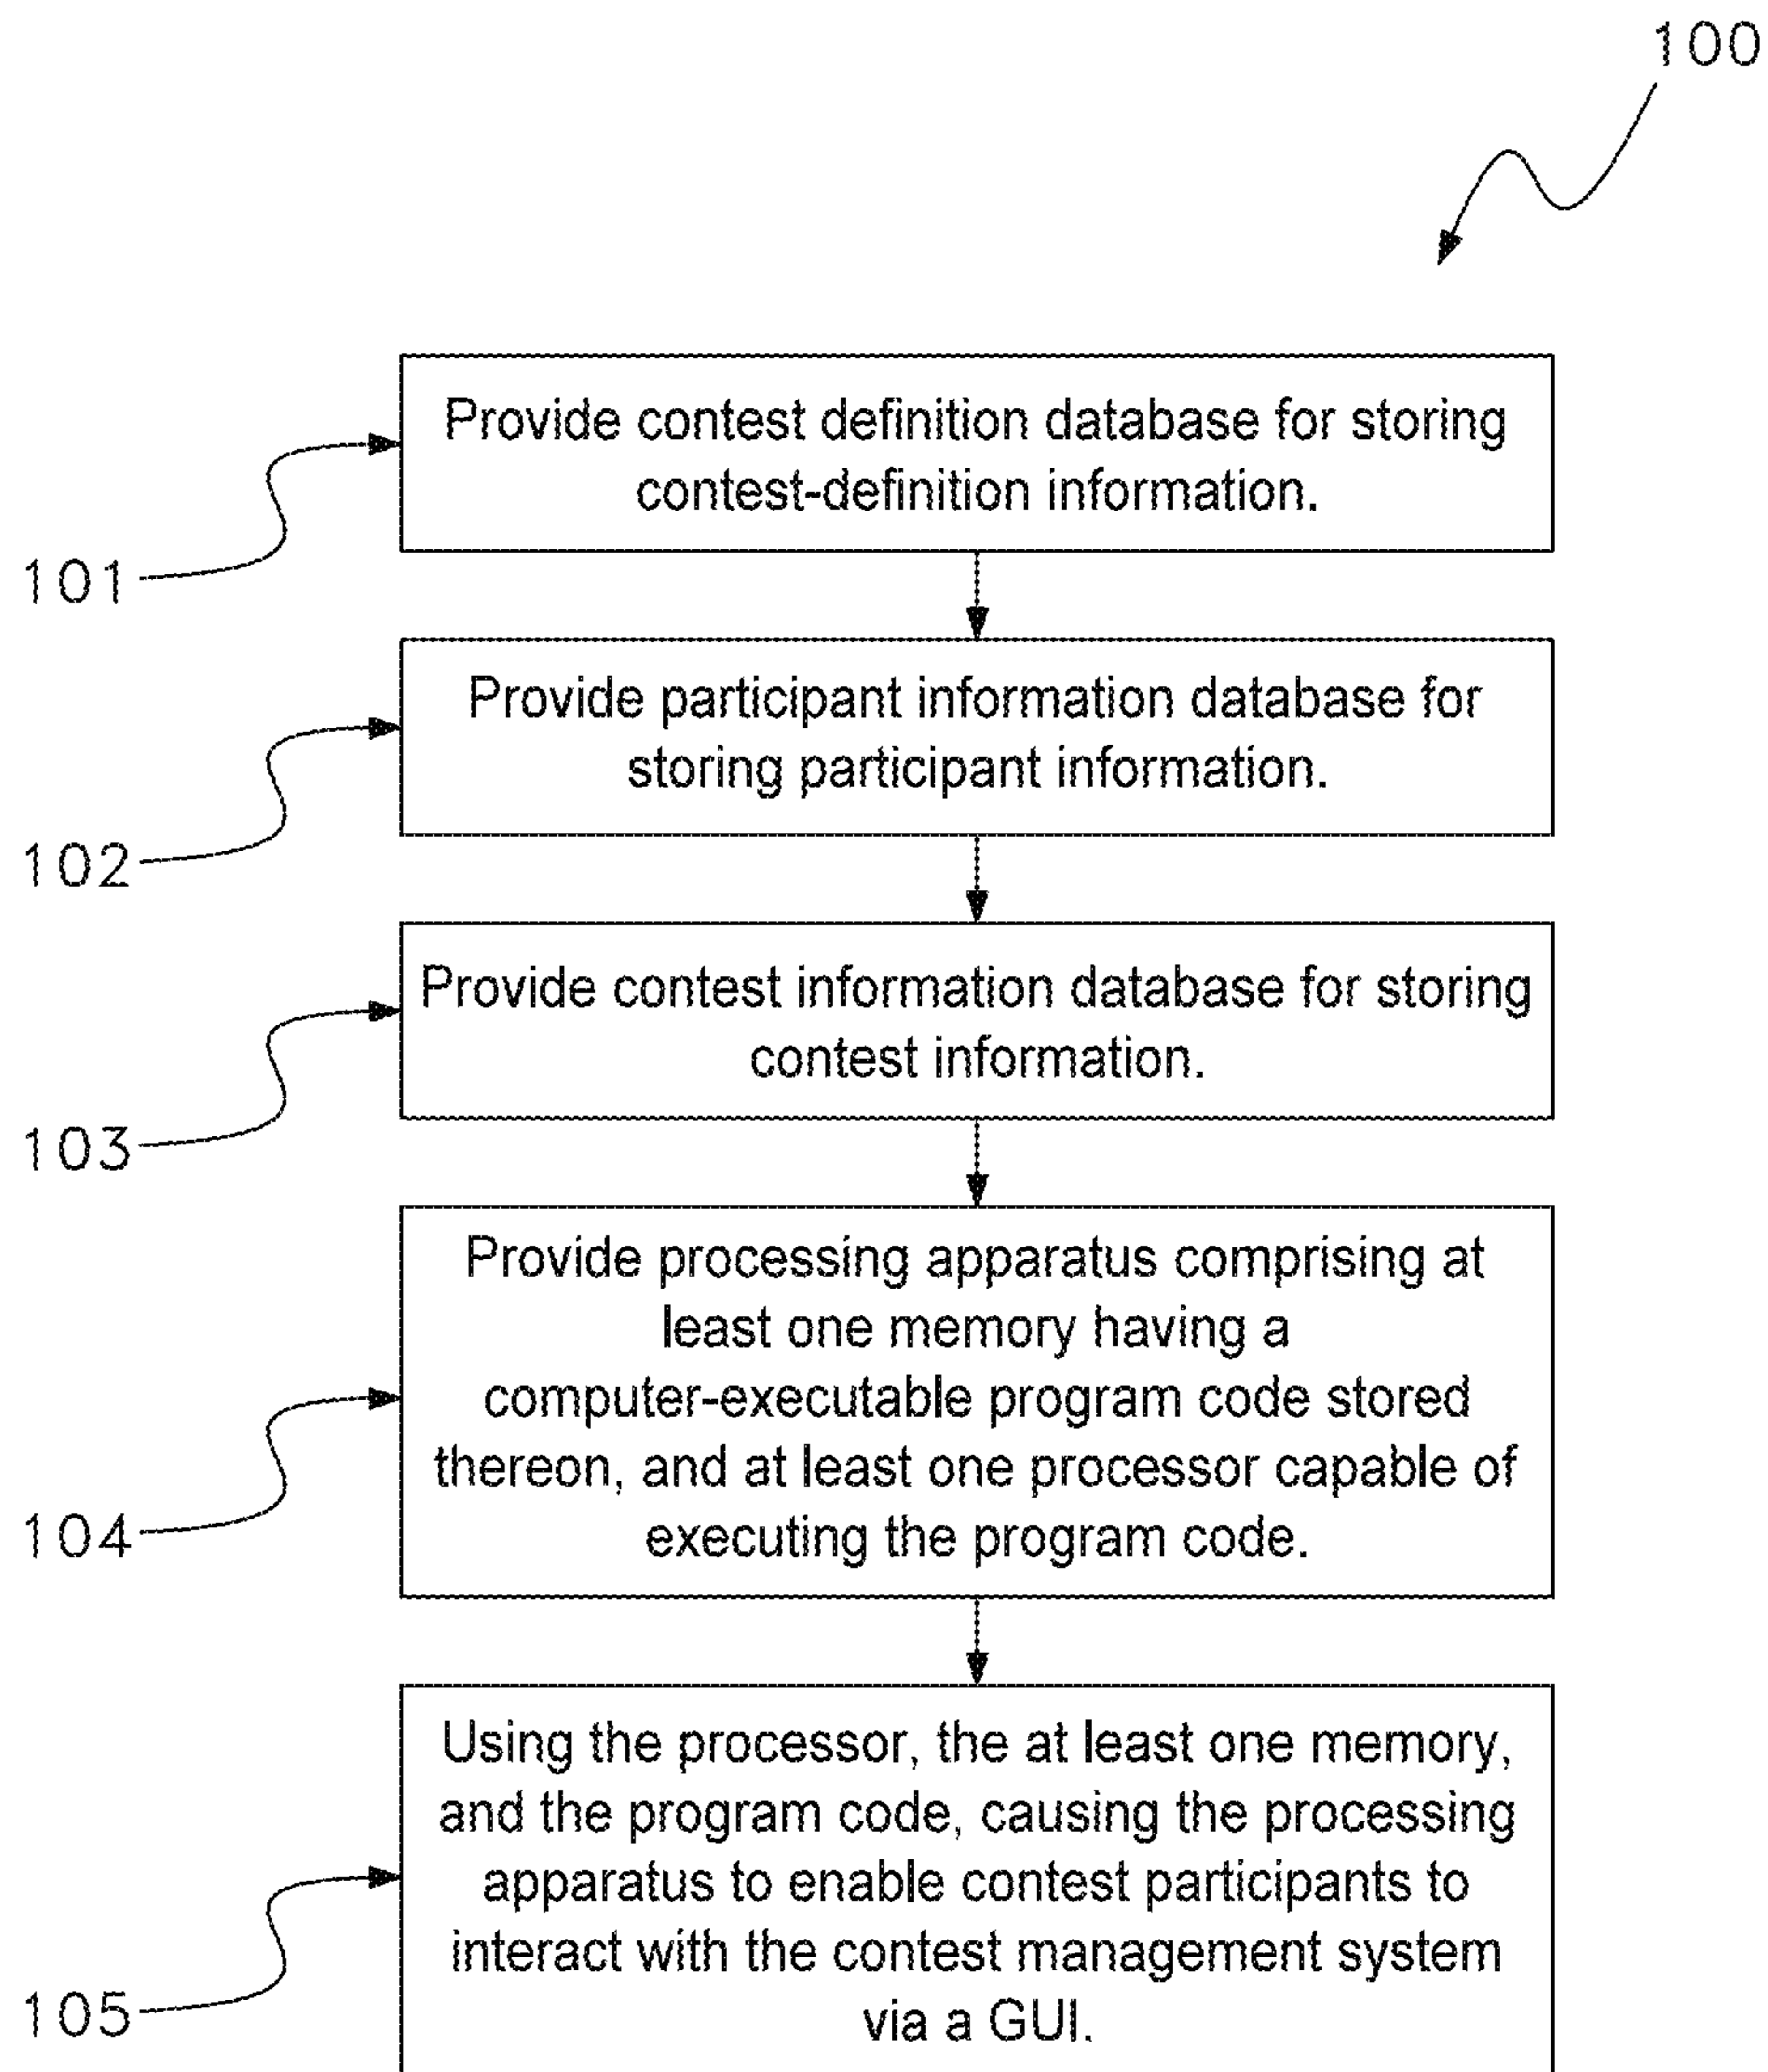 100
Provide contest definition database for storing
contest-definition information.
101
Provide participant information database for
storing participant information.
102
Provide contest information database for storing
contest information.
103
Provide processing apparatus comprising at
least one memory having a
computer-executable program code stored
thereon, and at least one processor capable of
executing the program code.
104
Using the processor, the at least one memory,
and the program code, causing the processing
apparatus to enable contest participants to
interact with the contest management system
via a GUI.
105